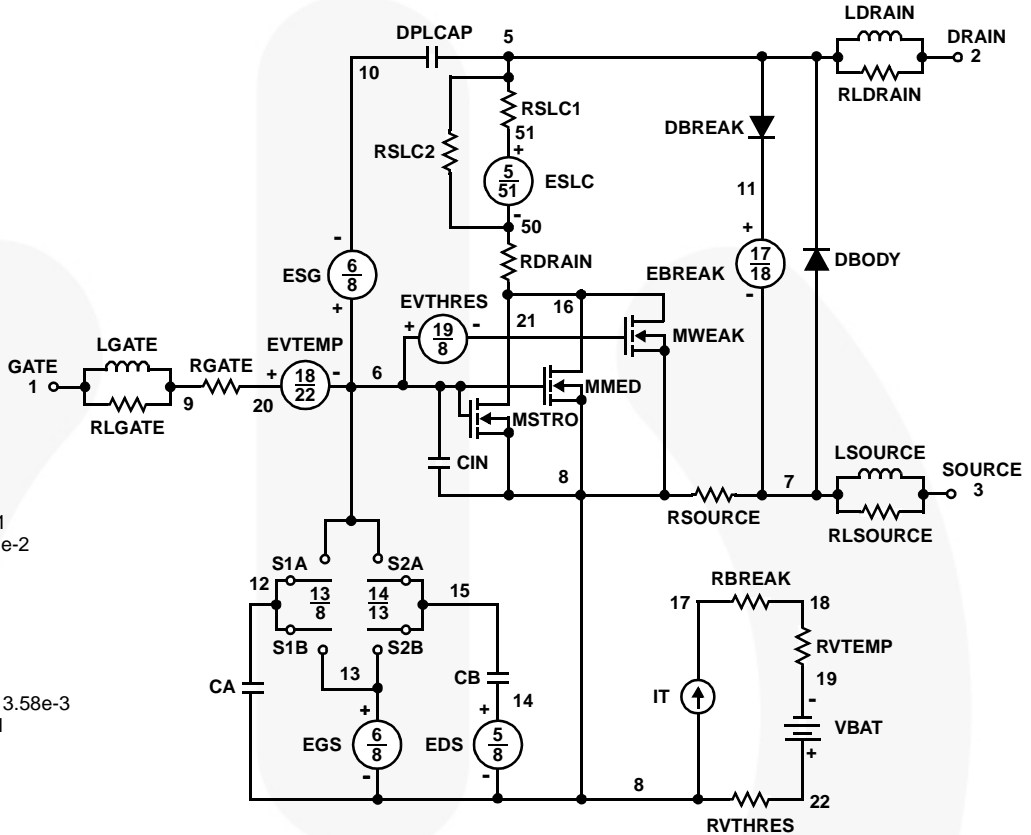 LDRAIN
DPLCAP
5
DRAIN
2
10
RLDRAIN
RSLC1
51
DBREAK
RSLC2
+
5
51
ESLC
-
50
11
-
ESG
6
8
+
RDRAIN
+
17
18
EBREAK
-
DBODY
EVTHRES
+
19
8
-
21
16
MWEAK
LGATE
EVTEMP
GATE
1
RGATE
+
18
22
-
6
MMED
9
20
RLGATE
MSTRO
LSOURCE
CIN
8
7
SOURCE
3
RSOURCE
RLSOURCE
e-2
S1A
S2A
12
13
8
14
13
15
RBREAK
17
18
S1B
S2B
RVTEMP
13
CB
19
CA
14
IT
-
VBAT
3.58e-3
+
EGS
6
8
-
+
EDS
5
8
-
+
8
22
RVTHRES